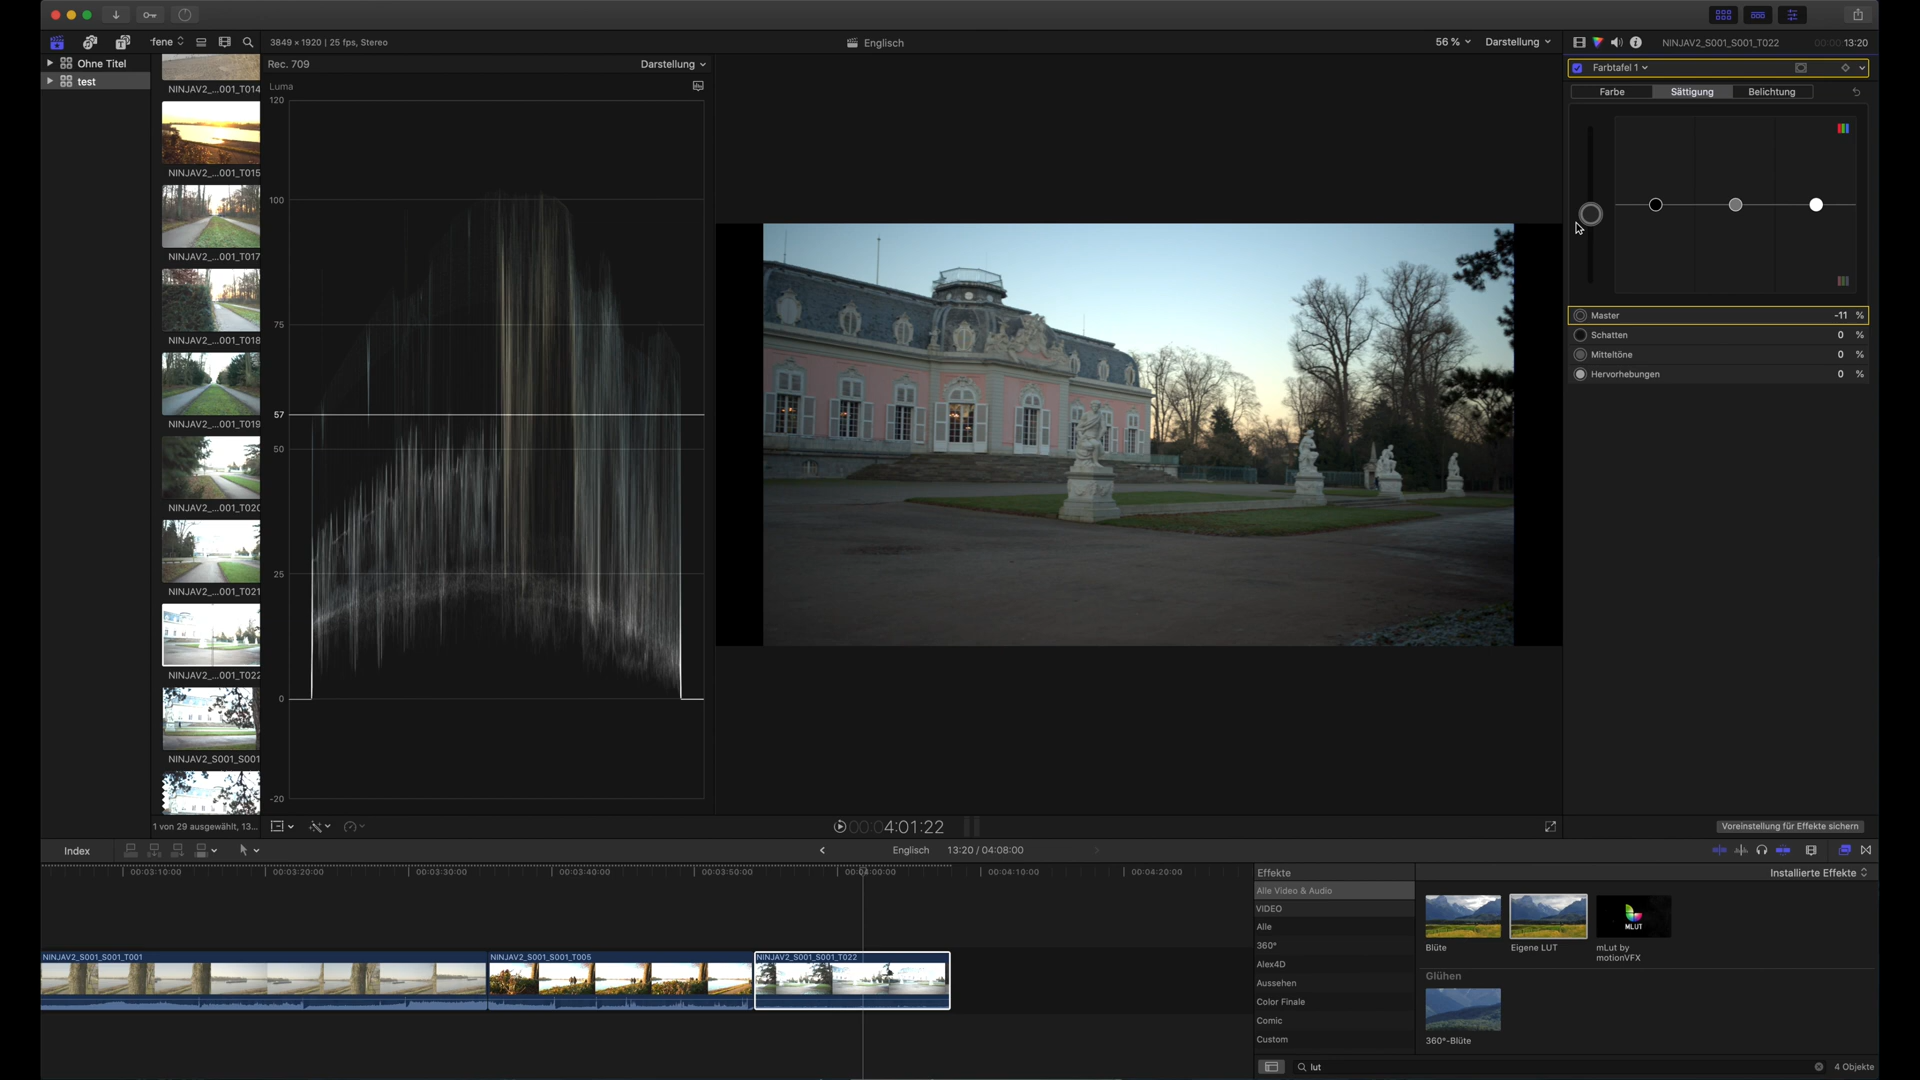 fene
3849 × 1920 | 25 fps, Stereo
Englisch
56 %
Darstellung
NINJAV2_S001_S001_T022
00:00:13:20
Ohne Titel
test
NINJAV2_...001_T014
NINJAV2_...001_T015
NINJAV2_...001_T017
NINJAV2_...001_T018
NINJAV2_...001_T019
NINJAV2_...001_T020
NINJAV2_...001_T021
NINJAV2_...001_T022
NINJAV2_S001_S001
1 von 29 ausgewählt, 13...
Rec. 709
Darstellung
Luma
120
100
75
57
50
25
0
-20
Farbtafel 1
Farbe
Sättigung
Belichtung
Master
-11 %
Schatten
0 %
Mitteltöne
0 %
Hervorhebungen
0 %
Voreinstellung für Effekte sichern
00:04:01:22
Index
Englisch
13:20 / 04:08:00
00:03:10:00
00:03:20:00
00:03:30:00
00:03:40:00
00:03:50:00
00:04:00:00
00:04:10:00
00:04:20:00
NINJAV2_S001_S001_T001
NINJAV2_S001_S001_T005
NINJAV2_S001_S001_T022
Effekte
Installierte Effekte
Alle Video & Audio
VIDEO
Alle
360°
Alex4D
Aussehen
Color Finale
Comic
Custom
MLUT
Blüte
Eigene LUT
mLut by
motionVFX
Glühen
360°-Blüte
lut
4 Objekte